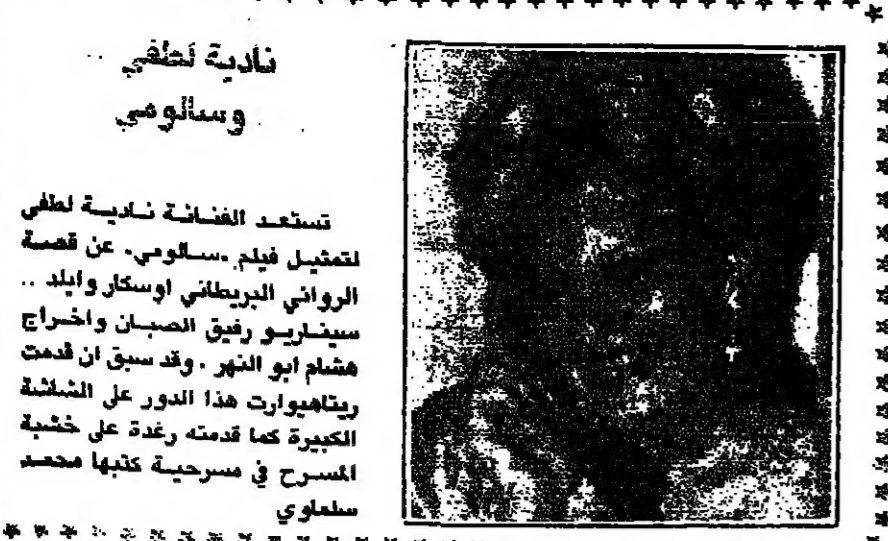 نادية لطفي
وسالومي
تستعد الفنانة نادية لطفي
لتمثيل فيلم «سالومي» عن قصة
الروائي البريطاني اوسكار وايلد ..
سيناريو رفيق الصبان واخراج
هشام ابو النهر . وقد سبق ان قدمت
ريتاهيوارت هذا الدور على الشاشة
الكبيرة كما قدمته رغدة على خشبة
المسرح في مسرحية كتبها محمد
سلماوي